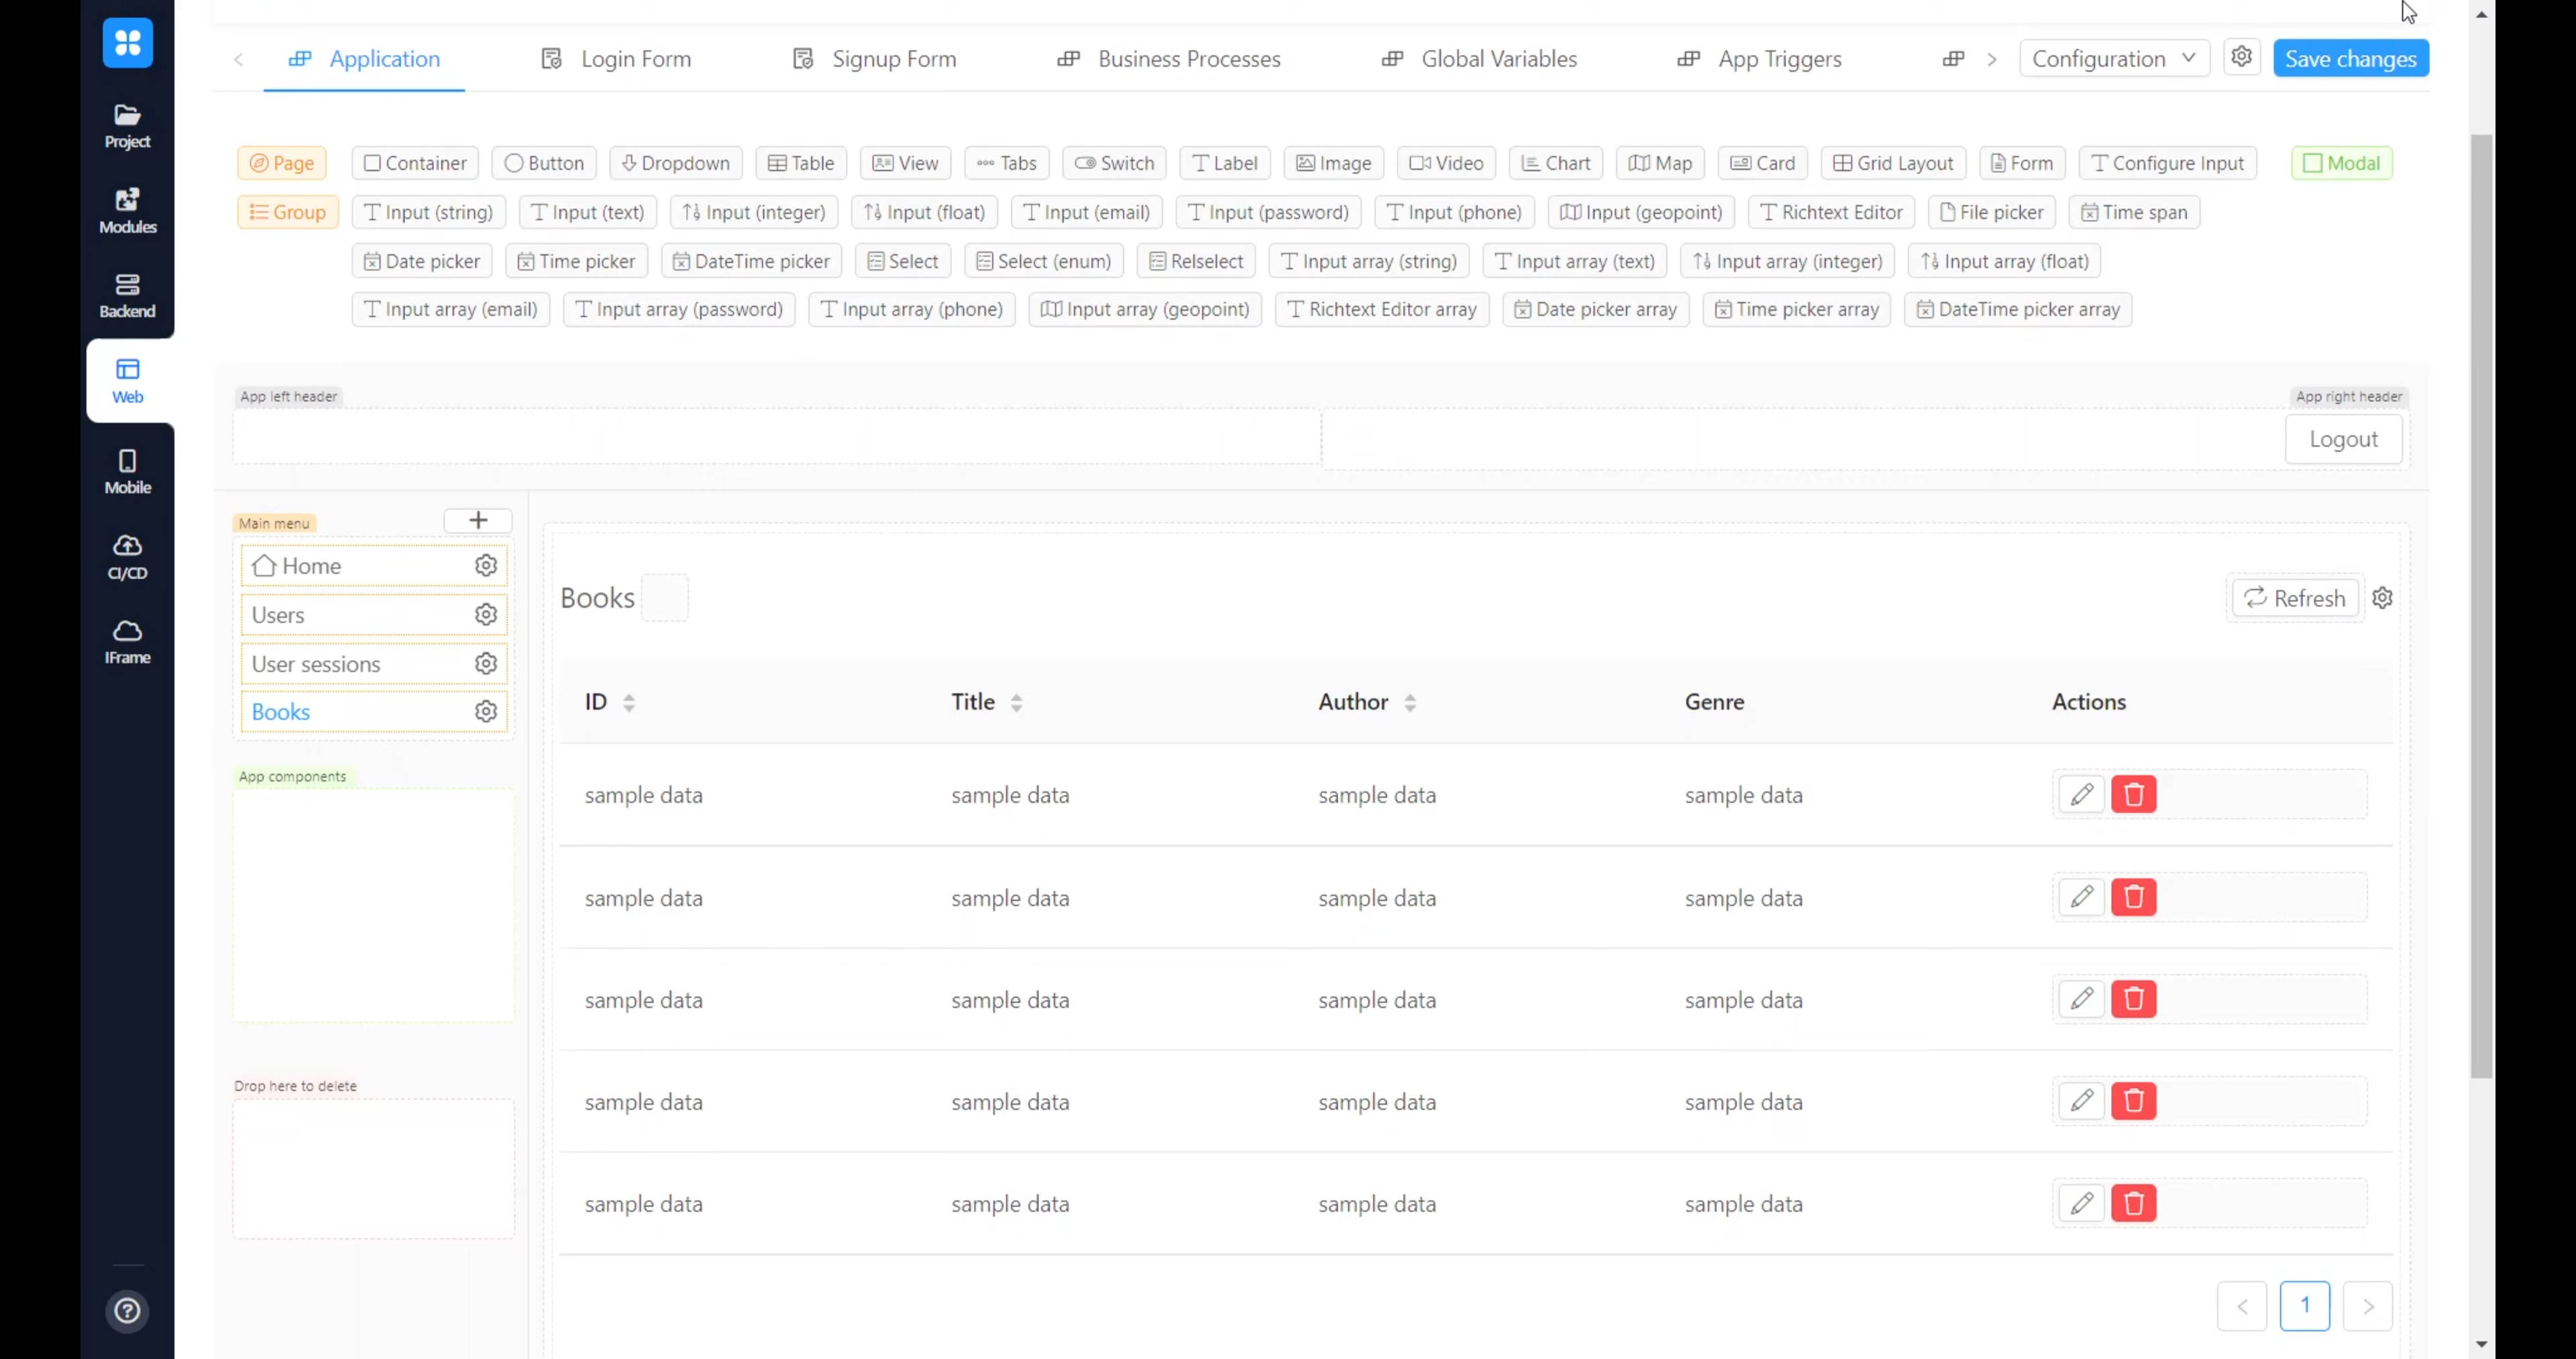 Application Login Form Signup Form Business Processes Global Variables App Triggers Configuration Save changes
Project
Modules
Backend
Web
Mobile
CI/CD
IFrame
Page Container Button Dropdown Table View Tabs Switch Label Image Video Chart Map Card Grid Layout Form Configure Input Modal
Group Input (string) Input (text) Input (integer) Input (float) Input (email) Input (password) Input (phone) Input (geopoint) Richtext Editor File picker Time span
Date picker Time picker DateTime picker Select Select (enum) Relselect Input array (string) Input array (text) Input array (integer) Input array (float)
Input array (email) Input array (password) Input array (phone) Input array (geopoint) Richtext Editor array Date picker array Time picker array DateTime picker array
App left header App right header
Logout
Main menu
Home
Users
User sessions
Books
App components
Drop here to delete
Books Refresh
ID Title Author Genre Actions
sample data sample data sample data sample data
sample data sample data sample data sample data
sample data sample data sample data sample data
sample data sample data sample data sample data
sample data sample data sample data sample data
1